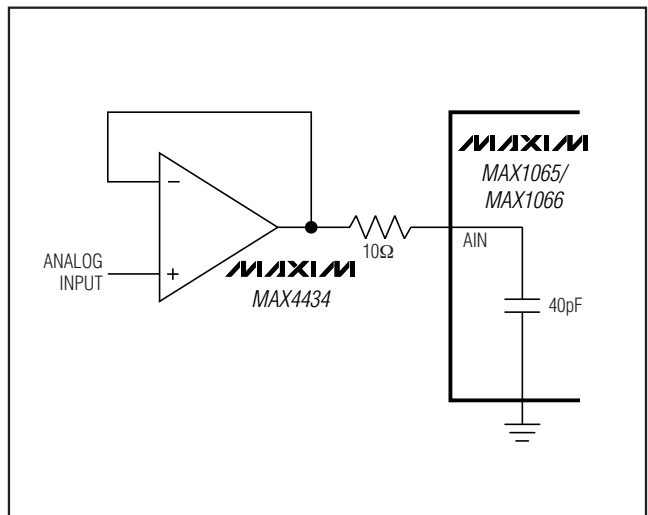 MAXIM
MAX1065/
MAX1066
AIN
−
ANALOG
INPUT
+
10Ω
MAXIM
MAX4434
40pF